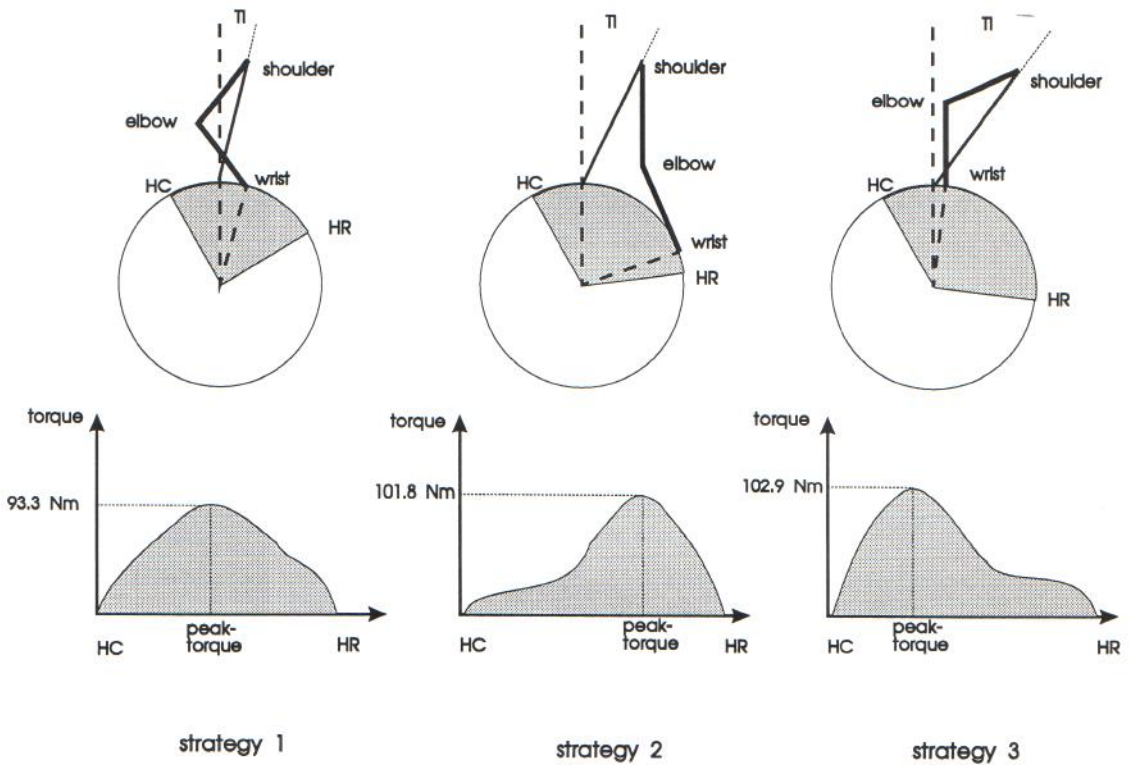 TI
shoulder
elbow
wrist
HC
HR
TI
shoulder
elbow
HC
wrist
HR
TI
elbow
shoulder
wrist
HC
HR
torque
93.3 Nm
HC
peak-
torque
HR
torque
101.8 Nm
HC
peak-
torque
HR
torque
102.9 Nm
HC
peak-
torque
HR
strategy 1
strategy 2
strategy 3